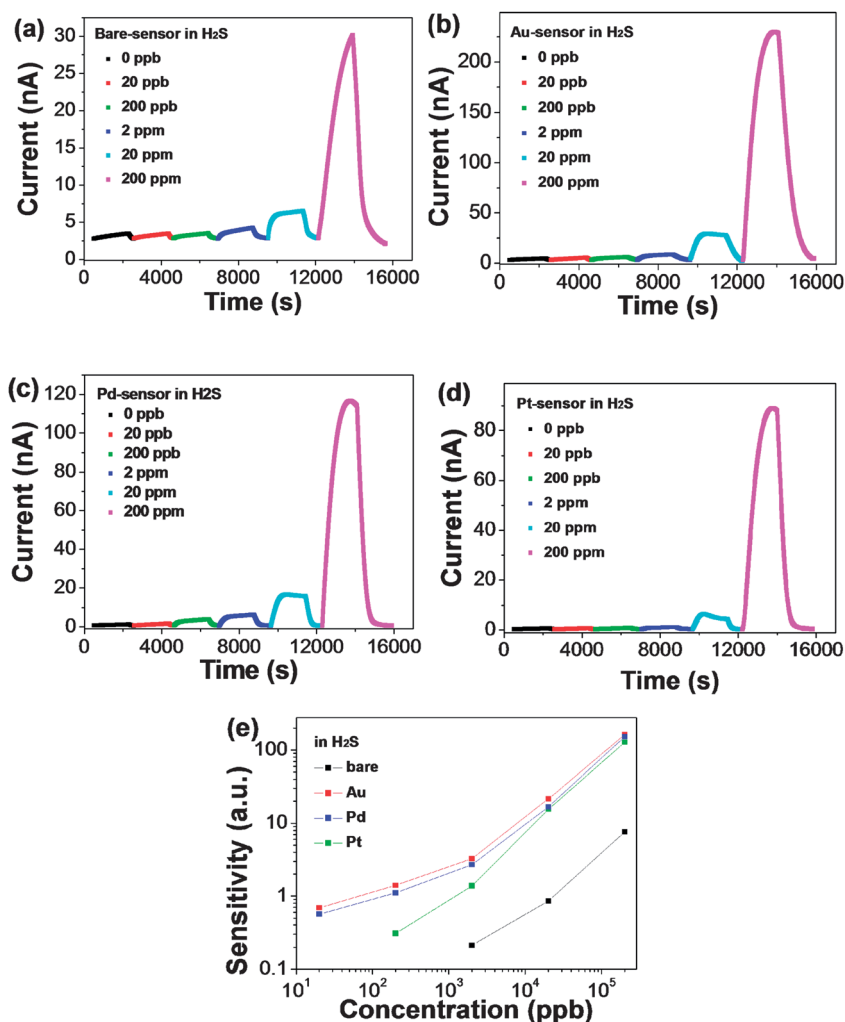 (a)
Bare-sensor in H₂S
0 ppb
20 ppb
200 ppb
2 ppm
20 ppm
200 ppm
30
25
20
15
10
5
0
Current (nA)
0 4000 8000 12000 16000
Time (s)
(b)
Au-sensor in H₂S
0 ppb
20 ppb
200 ppb
2 ppm
20 ppm
200 ppm
200
150
100
50
0
Current (nA)
0 4000 8000 12000 16000
Time (s)
(c)
Pd-sensor in H2S
0 ppb
20 ppb
200 ppb
2 ppm
20 ppm
200 ppm
120
100
80
60
40
20
0
Current (nA)
0 4000 8000 12000 16000
Time (s)
(d)
Pt-sensor in H₂S
0 ppb
20 ppb
200 ppb
2 ppm
20 ppm
200 ppm
80
60
40
20
0
Current (nA)
0 4000 8000 12000 16000
Time (s)
(e)
in H₂S
bare
Au
Pd
Pt
100
10
1
0.1
Sensitivity (a.u.)
10¹ 10² 10³ 10⁴ 10⁵
Concentration (ppb)